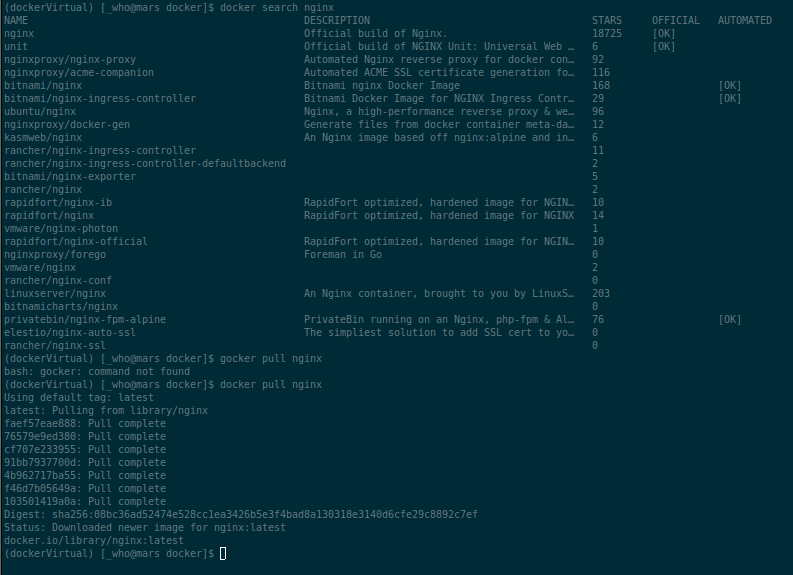 (dockerVirtual) [_who@mars docker]$ docker search nginx
NAME DESCRIPTION STARS OFFICIAL AUTOMATED
nginx Official build of Nginx. 18725 [OK]
unit Official build of NGINX Unit: Universal Web … 6 [OK]
nginxproxy/nginx-proxy Automated Nginx reverse proxy for docker con… 92
nginxproxy/acme-companion Automated ACME SSL certificate generation fo… 116
bitnami/nginx Bitnami nginx Docker Image 168 [OK]
bitnami/nginx-ingress-controller Bitnami Docker Image for NGINX Ingress Contr… 29 [OK]
ubuntu/nginx Nginx, a high-performance reverse proxy & we… 96
nginxproxy/docker-gen Generate files from docker container meta-da… 12
kasmweb/nginx An Nginx image based off nginx:alpine and in… 6
rancher/nginx-ingress-controller 11
rancher/nginx-ingress-controller-defaultbackend 2
bitnami/nginx-exporter 5
rancher/nginx 2
rapidfort/nginx-ib RapidFort optimized, hardened image for NGIN… 10
rapidfort/nginx RapidFort optimized, hardened image for NGINX 14
vmware/nginx-photon 1
rapidfort/nginx-official RapidFort optimized, hardened image for NGIN… 10
nginxproxy/forego Foreman in Go 0
vmware/nginx 2
rancher/nginx-conf 0
linuxserver/nginx An Nginx container, brought to you by LinuxS… 203
bitnamicharts/nginx 0
privatebin/nginx-fpm-alpine PrivateBin running on an Nginx, php-fpm & Al… 76 [OK]
elestio/nginx-auto-ssl The simpliest solution to add SSL cert to yo… 0
rancher/nginx-ssl 0
(dockerVirtual) [_who@mars docker]$ gocker pull nginx
bash: gocker: command not found
(dockerVirtual) [_who@mars docker]$ docker pull nginx
Using default tag: latest
latest: Pulling from library/nginx
faef57eae888: Pull complete
76579e9ed380: Pull complete
cf707e233955: Pull complete
91bb7937700d: Pull complete
4b962717ba55: Pull complete
f46d7b05649a: Pull complete
103501419a0a: Pull complete
Digest: sha256:08bc36ad52474e528cc1ea3426b5e3f4bad8a130318e3140d6cfe29c8892c7ef
Status: Downloaded newer image for nginx:latest
docker.io/library/nginx:latest
(dockerVirtual) [_who@mars docker]$